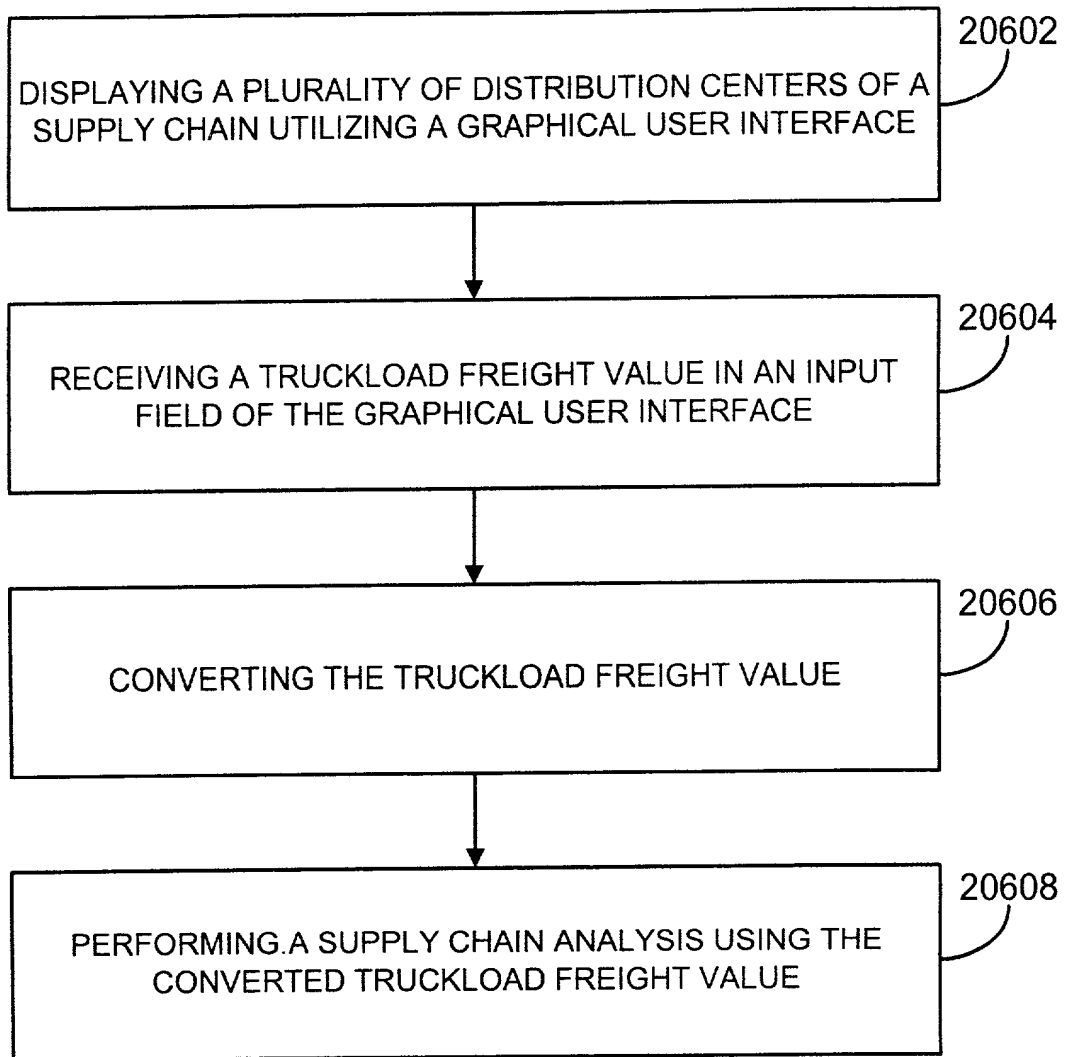 20602
DISPLAYING A PLURALITY OF DISTRIBUTION CENTERS OF A
SUPPLY CHAIN UTILIZING A GRAPHICAL USER INTERFACE
20604
RECEIVING A TRUCKLOAD FREIGHT VALUE IN AN INPUT
FIELD OF THE GRAPHICAL USER INTERFACE
20606
CONVERTING THE TRUCKLOAD FREIGHT VALUE
20608
PERFORMING.A SUPPLY CHAIN ANALYSIS USING THE
CONVERTED TRUCKLOAD FREIGHT VALUE